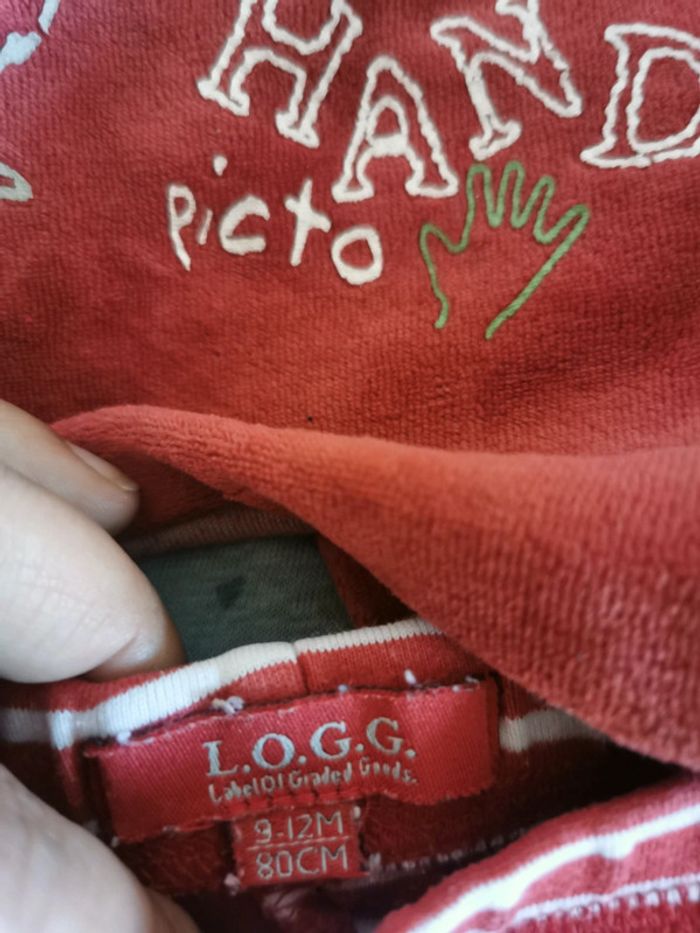 HAND
picto
L.O.G.G.
Label Of Graded Goods.
9-12M
80CM